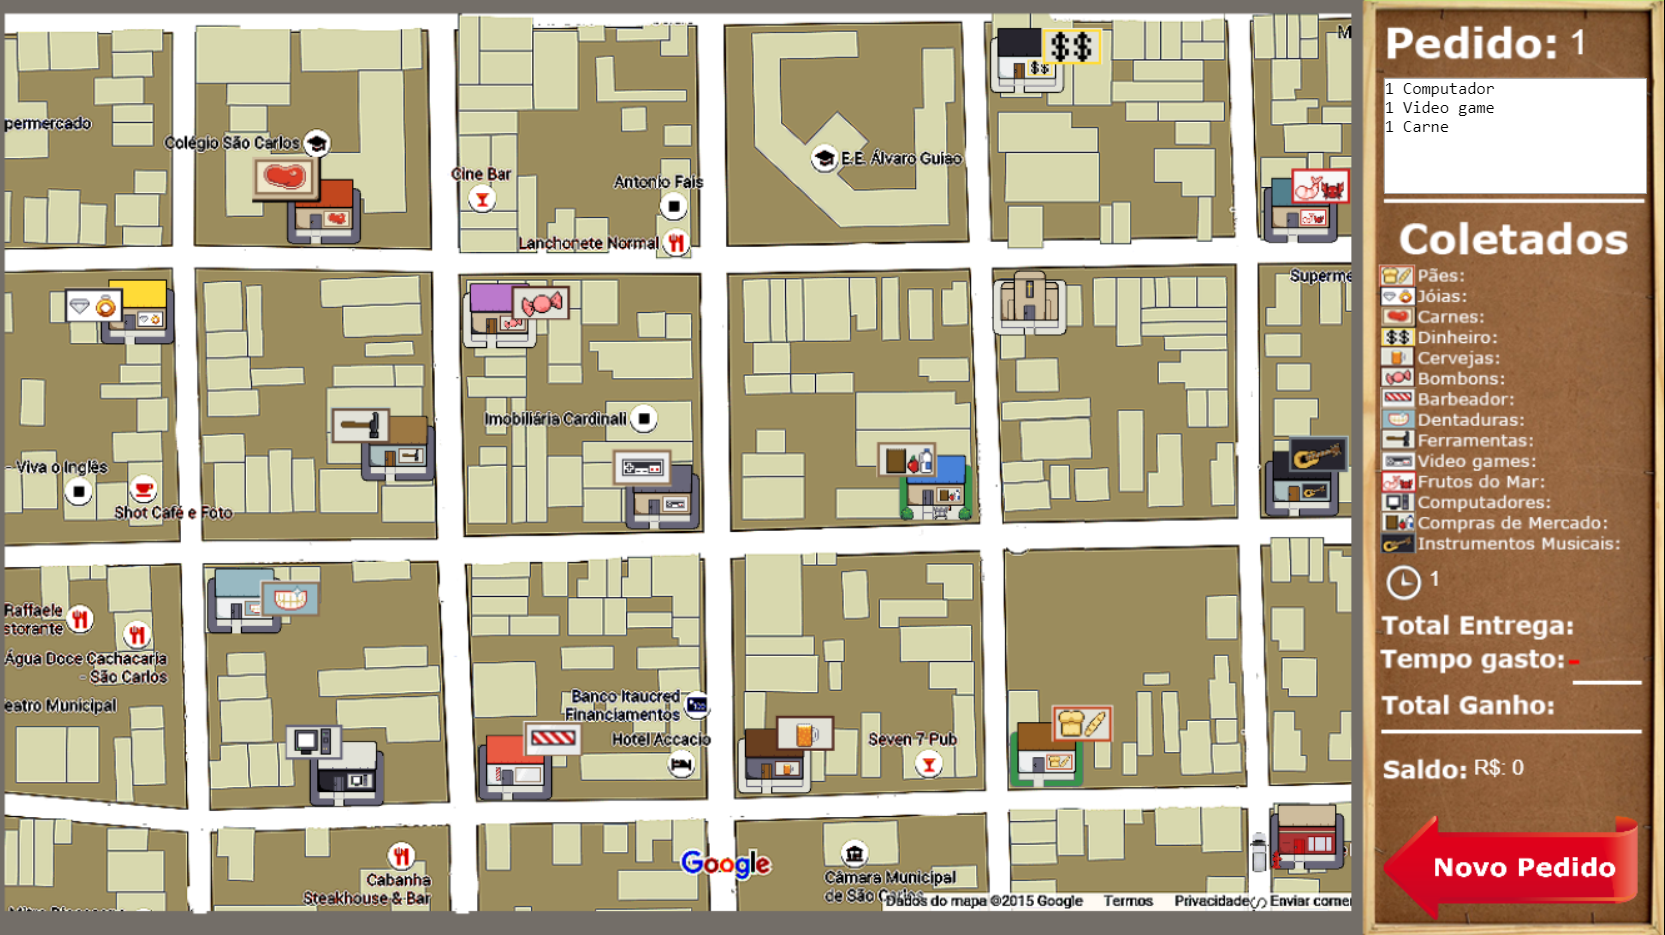 M
permercado
Colégio São Carlos
Cine Bar
Antonio Fais
Lanchonete Normal
E.E. Álvaro Guião
$$
$$
Superme
Imobiliária Cardinali
- Viva o Inglês
Shot Café e Foto
Raffaele
storante
Água Doce Cachacaria
- São Carlos
eatro Municipal
Banco Itaucred
Financiamentos
Hotel Accacio
Seven 7 Pub
Cabanha
Steakhouse & Bar
Google
Câmara Municipal
de São Carlos
Dados do mapa ©2015 Google Termos Privacidade Enviar comer
Pedido: 1
1 Computador
1 Video game
1 Carne
Coletados
Pães:
Jóias:
Carnes:
$$ Dinheiro:
Cervejas:
Bombons:
Barbeador:
Dentaduras:
Ferramentas:
Video games:
Frutos do Mar:
Computadores:
Compras de Mercado:
Instrumentos Musicais:
1
Total Entrega:
Tempo gasto:-
Total Ganho:
Saldo: R$: 0
Novo Pedido